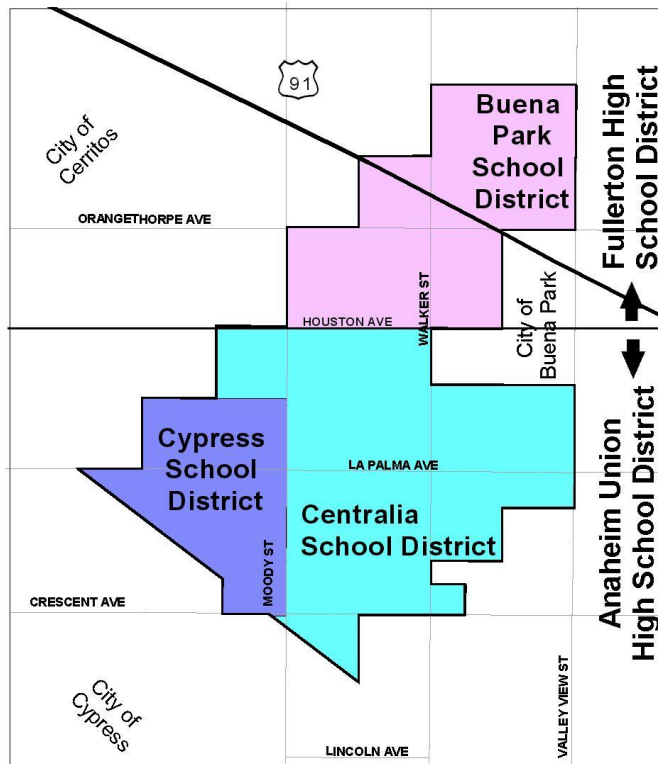 91
Buena
Park
School
District
Fullerton High
School District
City of
Cerritos
ORANGETHORPE AVE
WALKER ST
HOUSTON AVE
City of
Buena Park
Cypress
School
District
LA PALMA AVE
Centralia
School District
MOODY ST
Anaheim Union
High School District
CRESCENT AVE
City of
Cypress
VALLEY VIEW ST
LINCOLN AVE